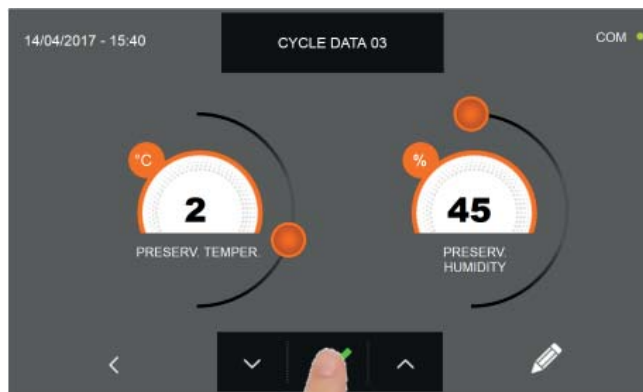 14/04/2017 - 15:40
CYCLE DATA 03
COM
°C
2
PRESERV. TEMPER.
%
45
PRESERV.
HUMIDITY